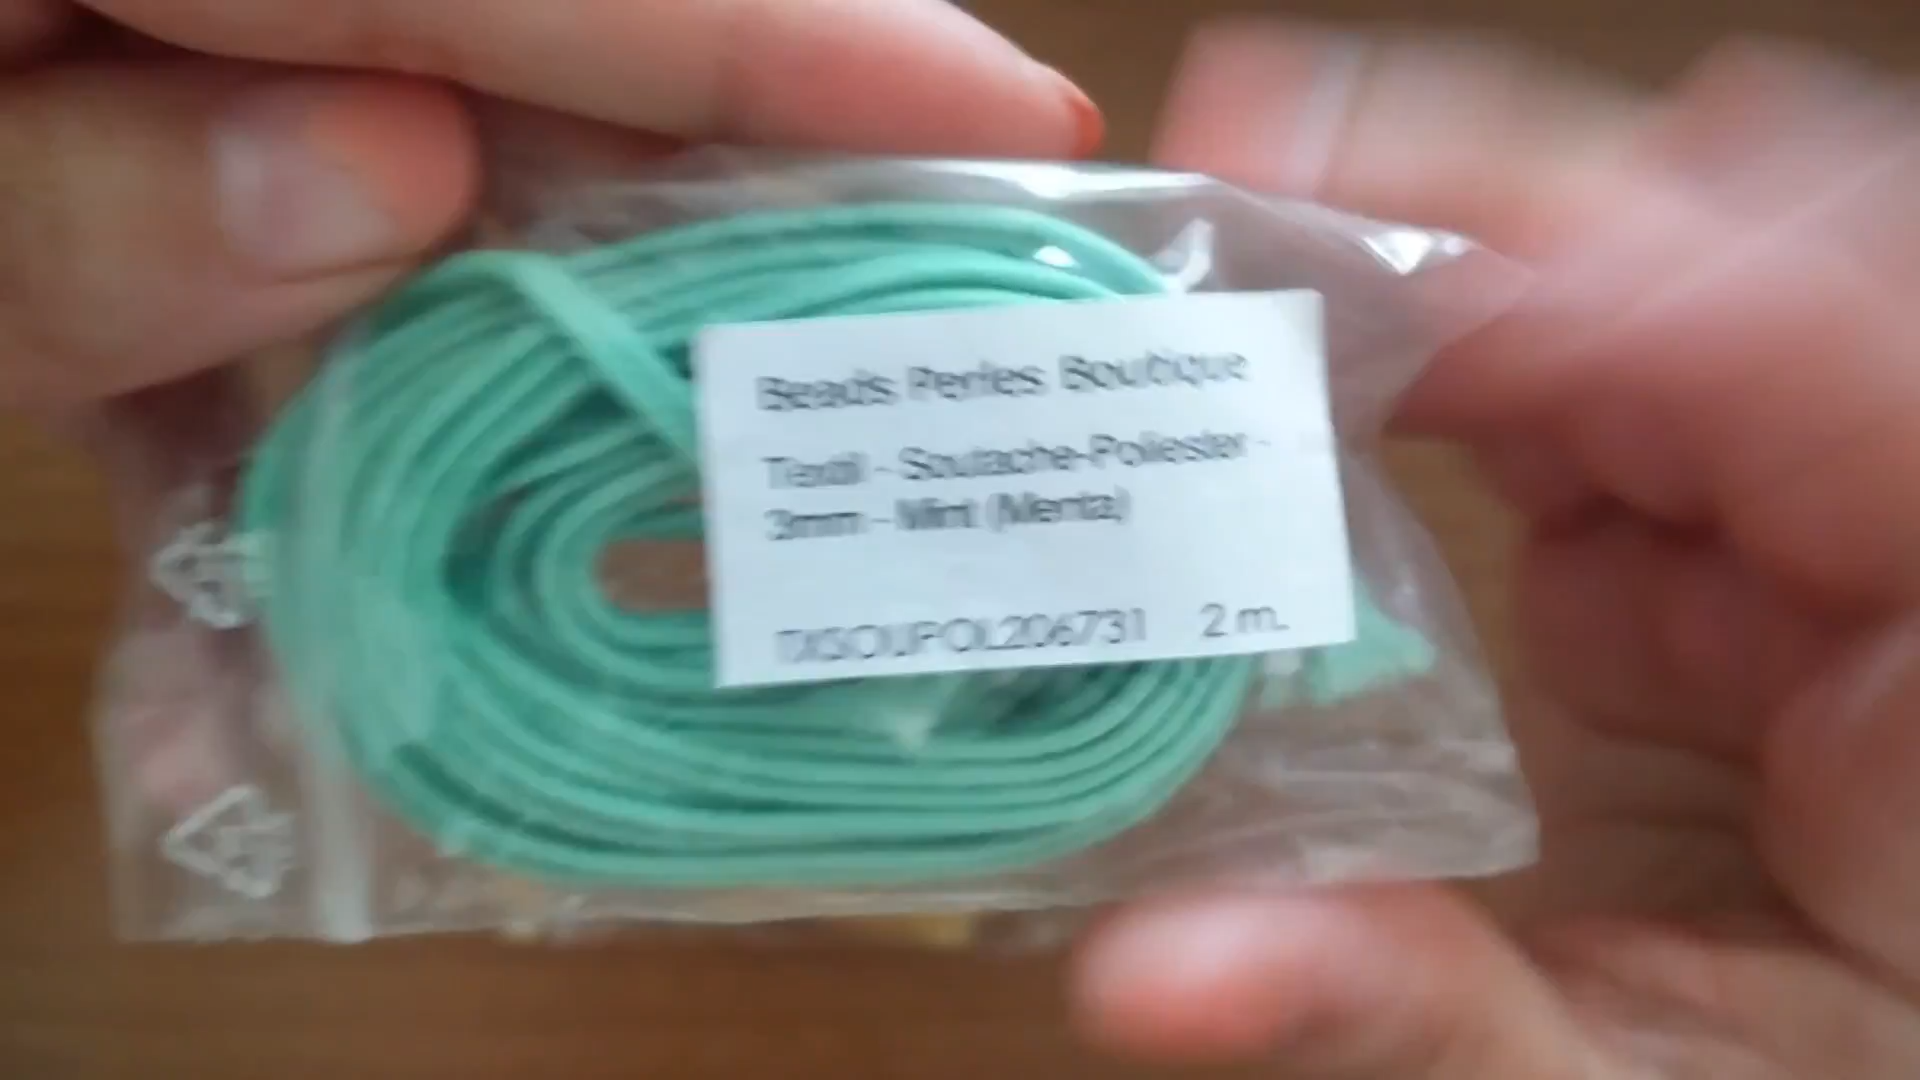 Beads Perles Boutique
Textil - Soutache-Poliester -
3mm - Mint (Menta)
TXSOUPOL206731 2 m.